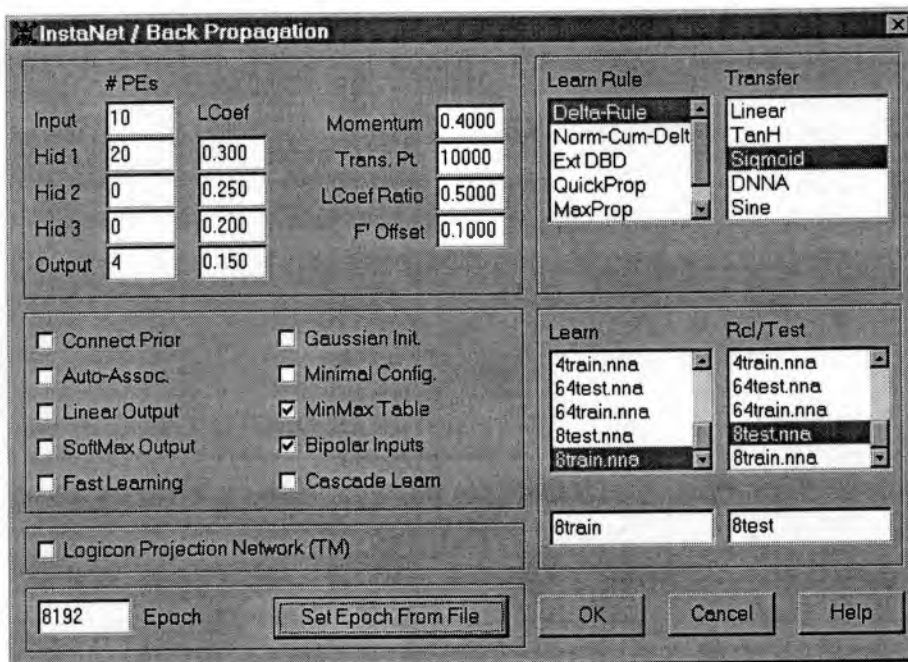 InstaNet / Back Propagation
# PEs
LCoef
Input 10
Hid 1 20 0.300
Hid 2 0 0.250
Hid 3 0 0.200
Output 4 0.150
Momentum 0.4000
Trans. Pt. 10000
LCoef Ratio 0.5000
F' Offset 0.1000
Learn Rule
Delta-Rule
Norm-Cum-Delt
Ext DBD
QuickProp
MaxProp
Transfer
Linear
TanH
Sigmoid
DNNA
Sine
Connect Prior
Auto-Assoc.
Linear Output
SoftMax Output
Fast Learning
Gaussian Init.
Minimal Config.
MinMax Table
Bipolar Inputs
Cascade Learn
Learn
4train.nna
64test.nna
64train.nna
8test.nna
8train.nna
8train
Rcl/Test
4train.nna
64test.nna
64train.nna
8test.nna
8train.nna
8test
Logicon Projection Network (TM)
8192 Epoch
Set Epoch From File
OK
Cancel
Help